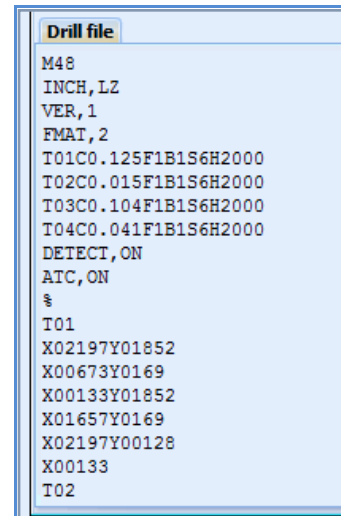 Drill file
M48
INCH,LZ
VER,1
FMAT,2
T01C0.125F1B1S6H2000
T02C0.015F1B1S6H2000
T03C0.104F1B1S6H2000
T04C0.041F1B1S6H2000
DETECT,ON
ATC,ON
%
T01
X02197Y01852
X00673Y0169
X00133Y01852
X01657Y0169
X02197Y00128
X00133
T02